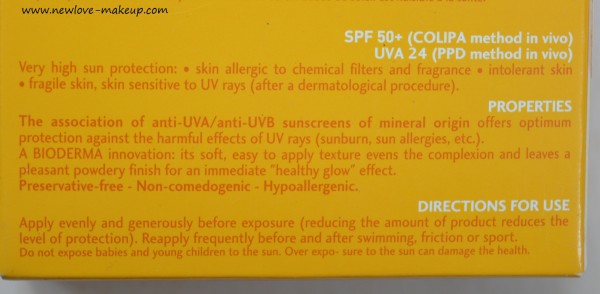 www.newlove-makeup.com
SPF 50+ (COLIPA method in vivo)
UVA 24 (PPD method in vivo)
Very high sun protection: • skin allergic to chemical filters and fragrance • intolerant skin
• fragile skin, skin sensitive to UV rays (after a dermatological procedure).
PROPERTIES
The association of anti-UVA/anti-UVB sunscreens of mineral origin offers optimum
protection against the harmful effects of UV rays (sunburn, sun allergies, etc.).
A BIODERMA innovation: its soft, easy to apply texture evens the complexion and leaves a
pleasant powdery finish for an immediate "healthy glow" effect.
Preservative-free - Non-comedogenic - Hypoallergenic.
DIRECTIONS FOR USE
Apply evenly and generously before exposure (reducing the amount of product reduces the
level of protection). Reapply frequently before and after swimming, friction or sport.
Do not expose babies and young children to the sun. Over expo- sure to the sun can damage the health.